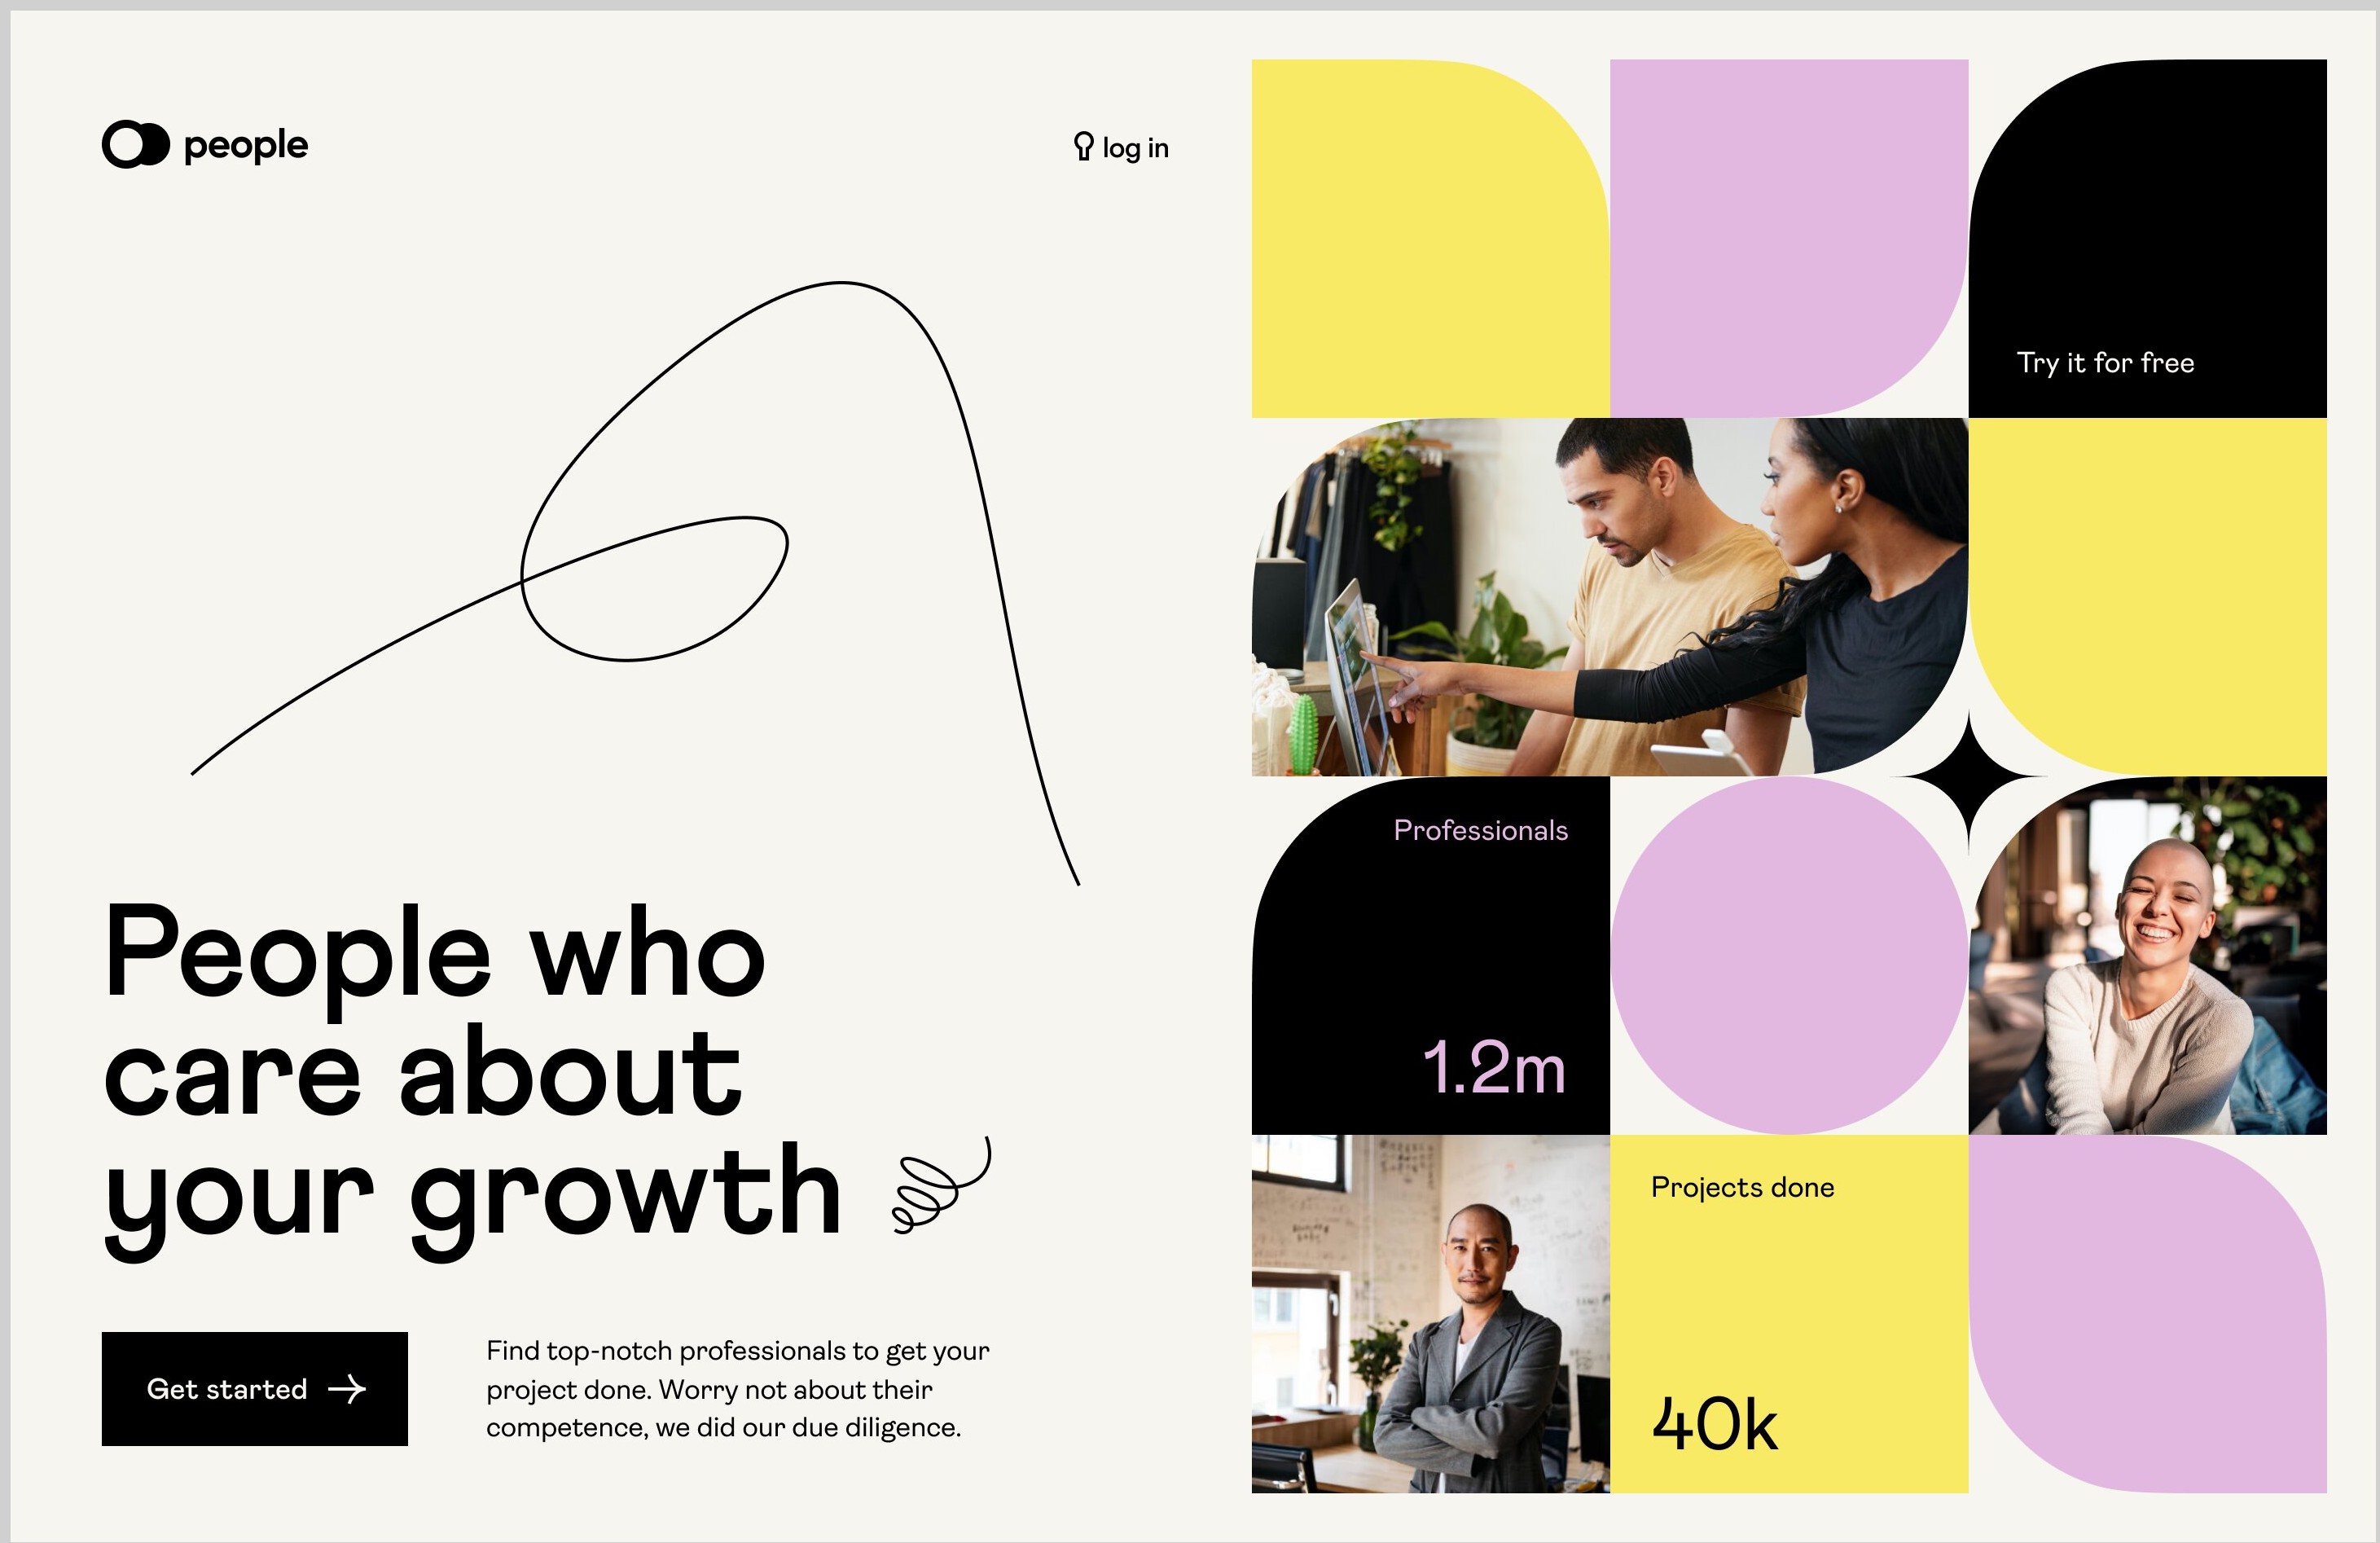 people
log in
People who
care about
your growth
Get started
Find top-notch professionals to get your
project done. Worry not about their
competence, we did our due diligence.
Try it for free
Professionals
1.2m
Projects done
40k